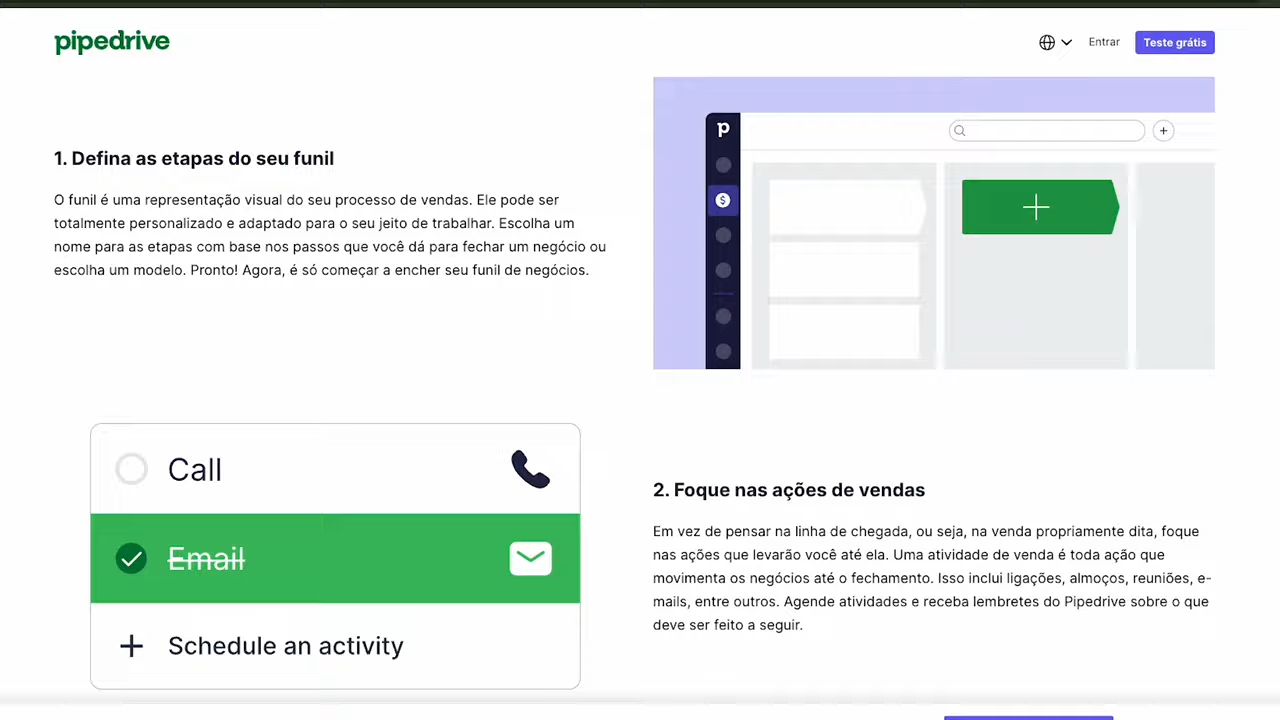 pipedrive
Entrar
Teste grátis
1. Defina as etapas do seu funil
O funil é uma representação visual do seu processo de vendas. Ele pode ser
totalmente personalizado e adaptado para o seu jeito de trabalhar. Escolha um
nome para as etapas com base nos passos que você dá para fechar um negócio ou
escolha um modelo. Pronto! Agora, é só começar a encher seu funil de negócios.
p
$
Call
Email
Schedule an activity
2. Foque nas ações de vendas
Em vez de pensar na linha de chegada, ou seja, na venda propriamente dita, foque
nas ações que levarão você até ela. Uma atividade de venda é toda ação que
movimenta os negócios até o fechamento. Isso inclui ligações, almoços, reuniões, e-
mails, entre outros. Agende atividades e receba lembretes do Pipedrive sobre o que
deve ser feito a seguir.